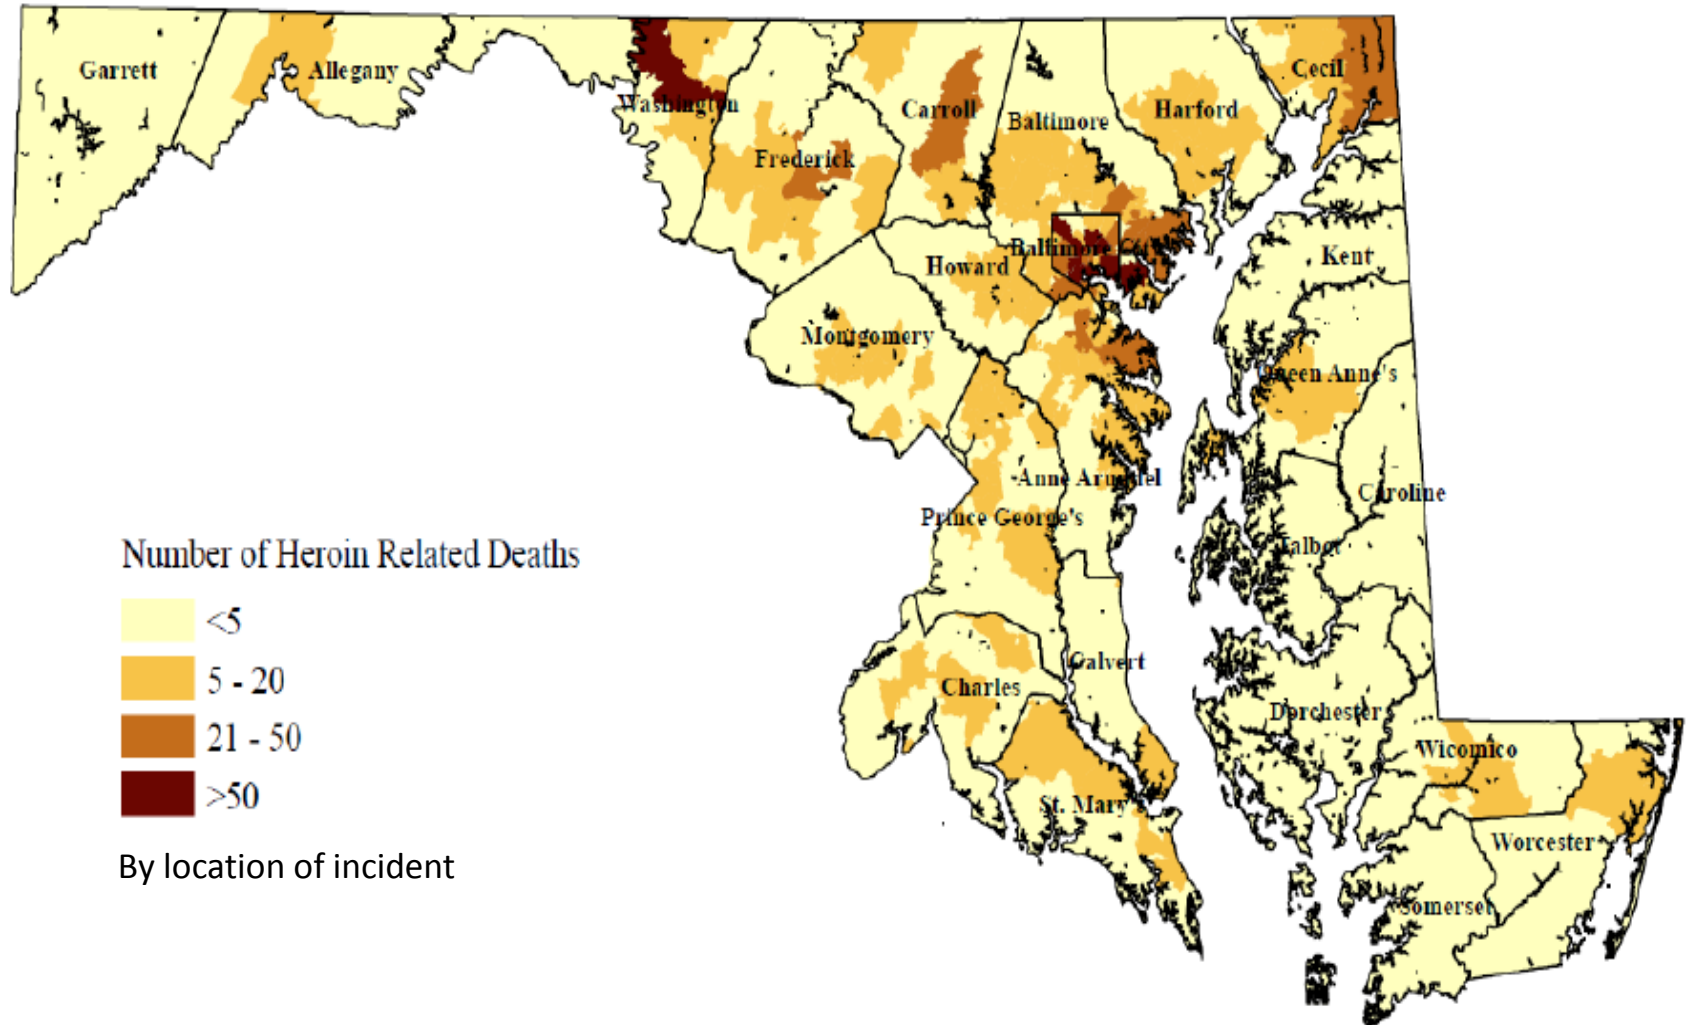 Garrett
Allegany
Washington
Frederick
Carroll
Baltimore
Harford
Cecil
Baltimore City
Howard
Kent
Montgomery
Queen Anne's
Anne Arundel
Caroline
Prince George's
Talbot
Number of Heroin Related Deaths
<5
5 - 20
21 - 50
>50
By location of incident
Calvert
Charles
Dorchester
Wicomico
St. Mary's
Worcester
Somerset